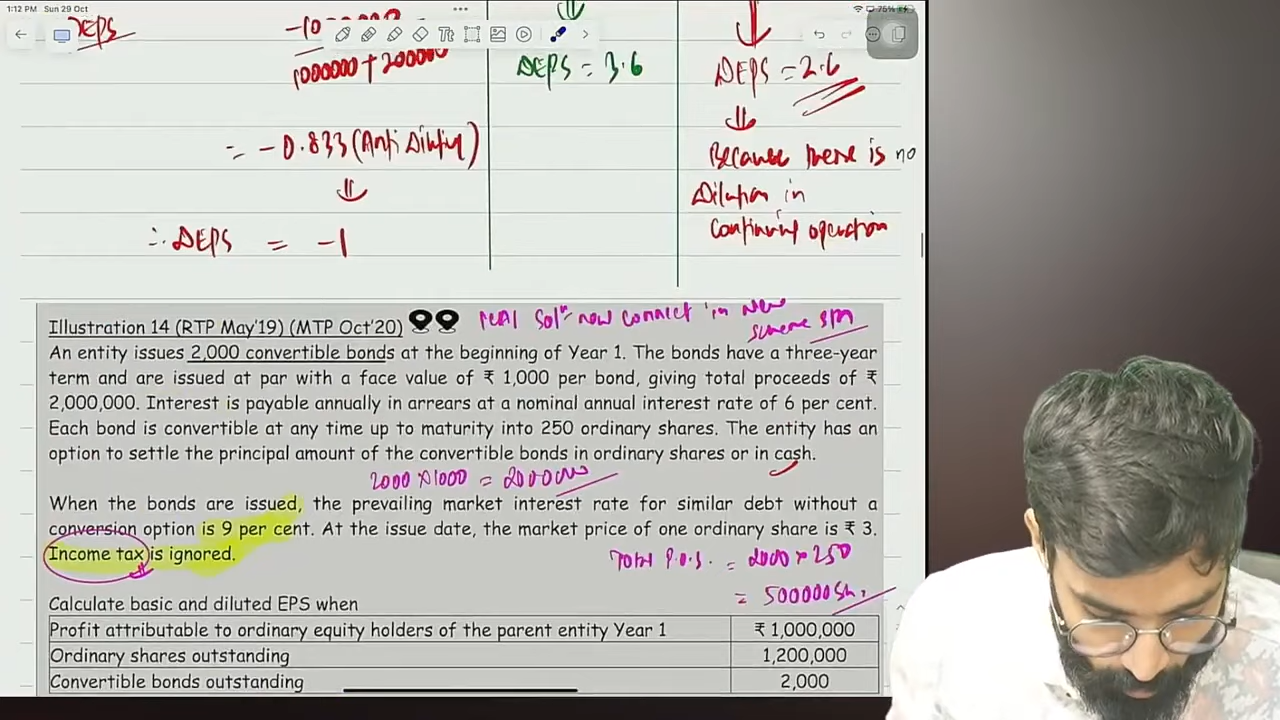 1:12 PM Sun 29 Oct
75%
DEPS
1000000 + 200000
DEPS = 3.6
DEPS = 2.6
= -0.833 (Anti Dilutive)
Because there is no
Dilution in
Continuing operation
∴ DEPS = -1
Illustration 14 (RTP May'19) (MTP Oct'20)
ICAI Solⁿ now correct in New
scheme SM
An entity issues 2,000 convertible bonds at the beginning of Year 1. The bonds have a three-year
term and are issued at par with a face value of ₹ 1,000 per bond, giving total proceeds of ₹
2,000,000. Interest is payable annually in arrears at a nominal annual interest rate of 6 per cent.
Each bond is convertible at any time up to maturity into 250 ordinary shares. The entity has an
option to settle the principal amount of the convertible bonds in ordinary shares or in cash.
2000 × 1000 = 2000000
When the bonds are issued, the prevailing market interest rate for similar debt without a
conversion option is 9 per cent. At the issue date, the market price of one ordinary share is ₹ 3.
Income tax is ignored.
Total P.O.S. = 2000 × 250
= 500000 Sh.
Calculate basic and diluted EPS when
Profit attributable to ordinary equity holders of the parent entity Year 1 ₹ 1,000,000
Ordinary shares outstanding 1,200,000
Convertible bonds outstanding 2,000